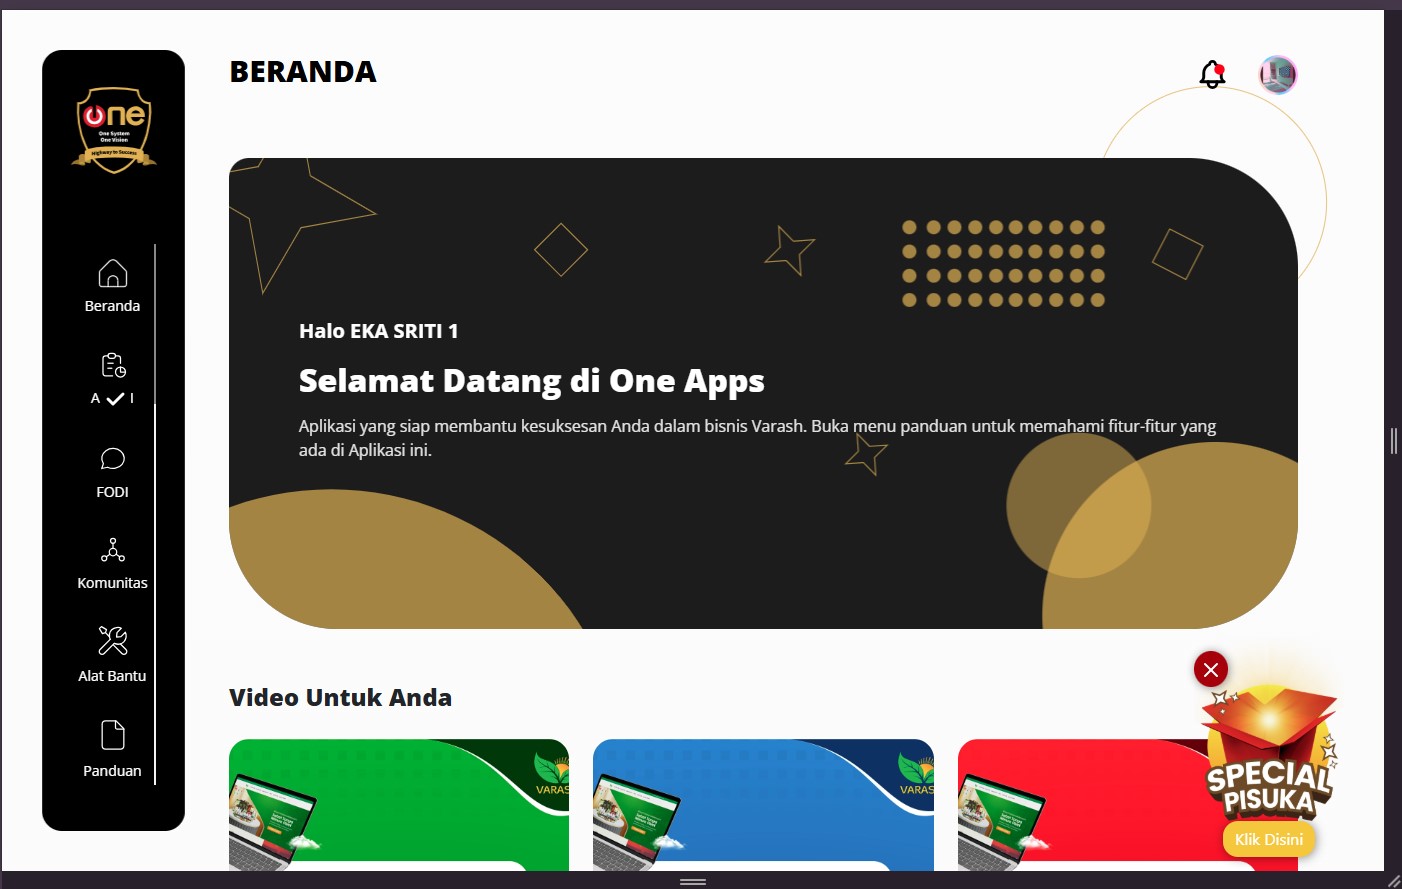 BERANDA
one
One System
One Vision
Highway to Success
Beranda
A I
FODI
Komunitas
Alat Bantu
Panduan
Halo EKA SRITI 1
Selamat Datang di One Apps
Aplikasi yang siap membantu kesuksesan Anda dalam bisnis Varash. Buka menu panduan untuk memahami fitur-fitur yang
ada di Aplikasi ini.
Video Untuk Anda
VARAS
VARAS
SPECIAL
PISUKA
Klik Disini